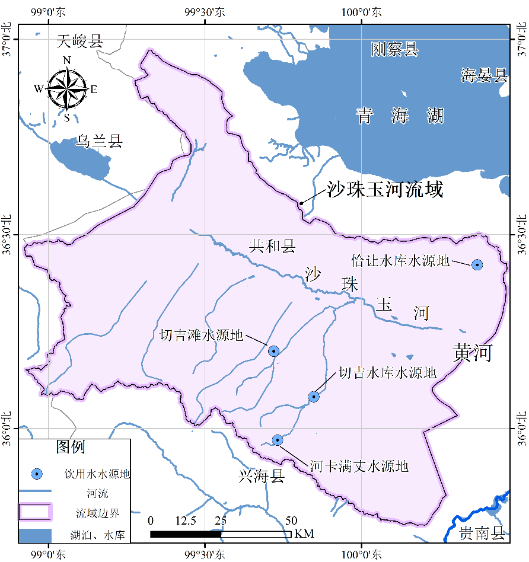 99°0'东
99°30'东
100°0'东
37°0'北
37°0'北
天峻县
刚察县
海晏县
N
W
E
S
青海湖
乌兰县
沙珠玉河流域
36°30'北
36°30'北
共和县
恰让水库水源地
沙珠玉河
切吉滩水源地
黄河
切吉水库水源地
36°0'北
36°0'北
图例
饮用水水源地
河流
流域边界
湖泊、水库
河卡满丈水源地
兴海县
贵南县
0 12.5 25 50
KM
99°0'东
99°30'东
100°0'东